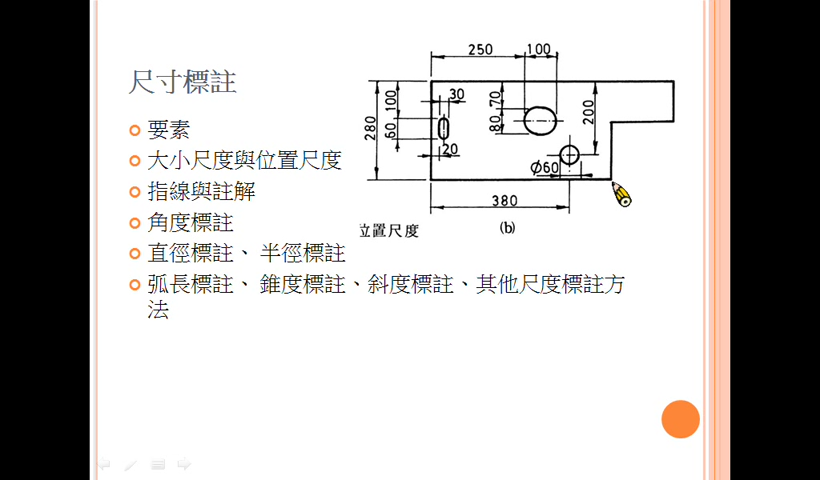 尺寸標註
要素
大小尺度與位置尺度
指線與註解
角度標註
直徑標註、半徑標註
弧長標註、錐度標註、斜度標註、其他尺度標註方
法
250
100
30
100
280
60
20
70
80
200
Ø60
380
位置尺度
(b)